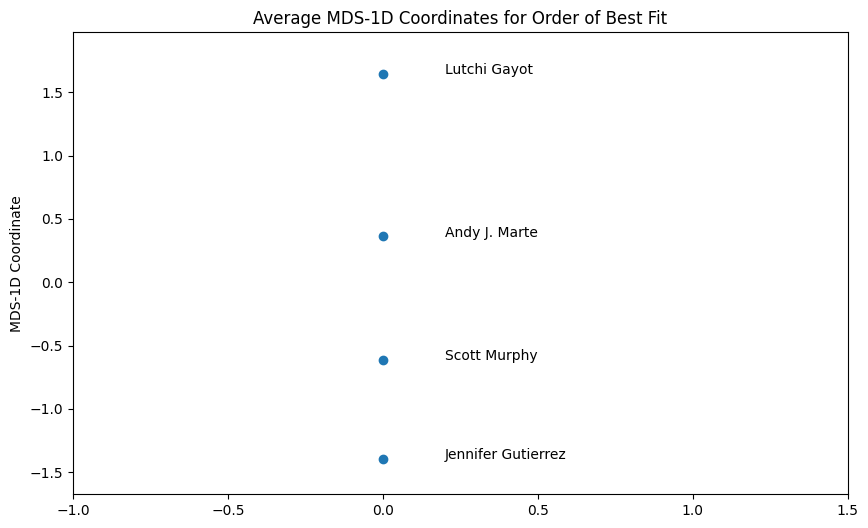 Average MDS-1D Coordinates for Order of Best Fit
MDS-1D Coordinate
1.5
1.0
0.5
0.0
−0.5
−1.0
−1.5
Lutchi Gayot
Andy J. Marte
Scott Murphy
Jennifer Gutierrez
−1.0 −0.5 0.0 0.5 1.0 1.5